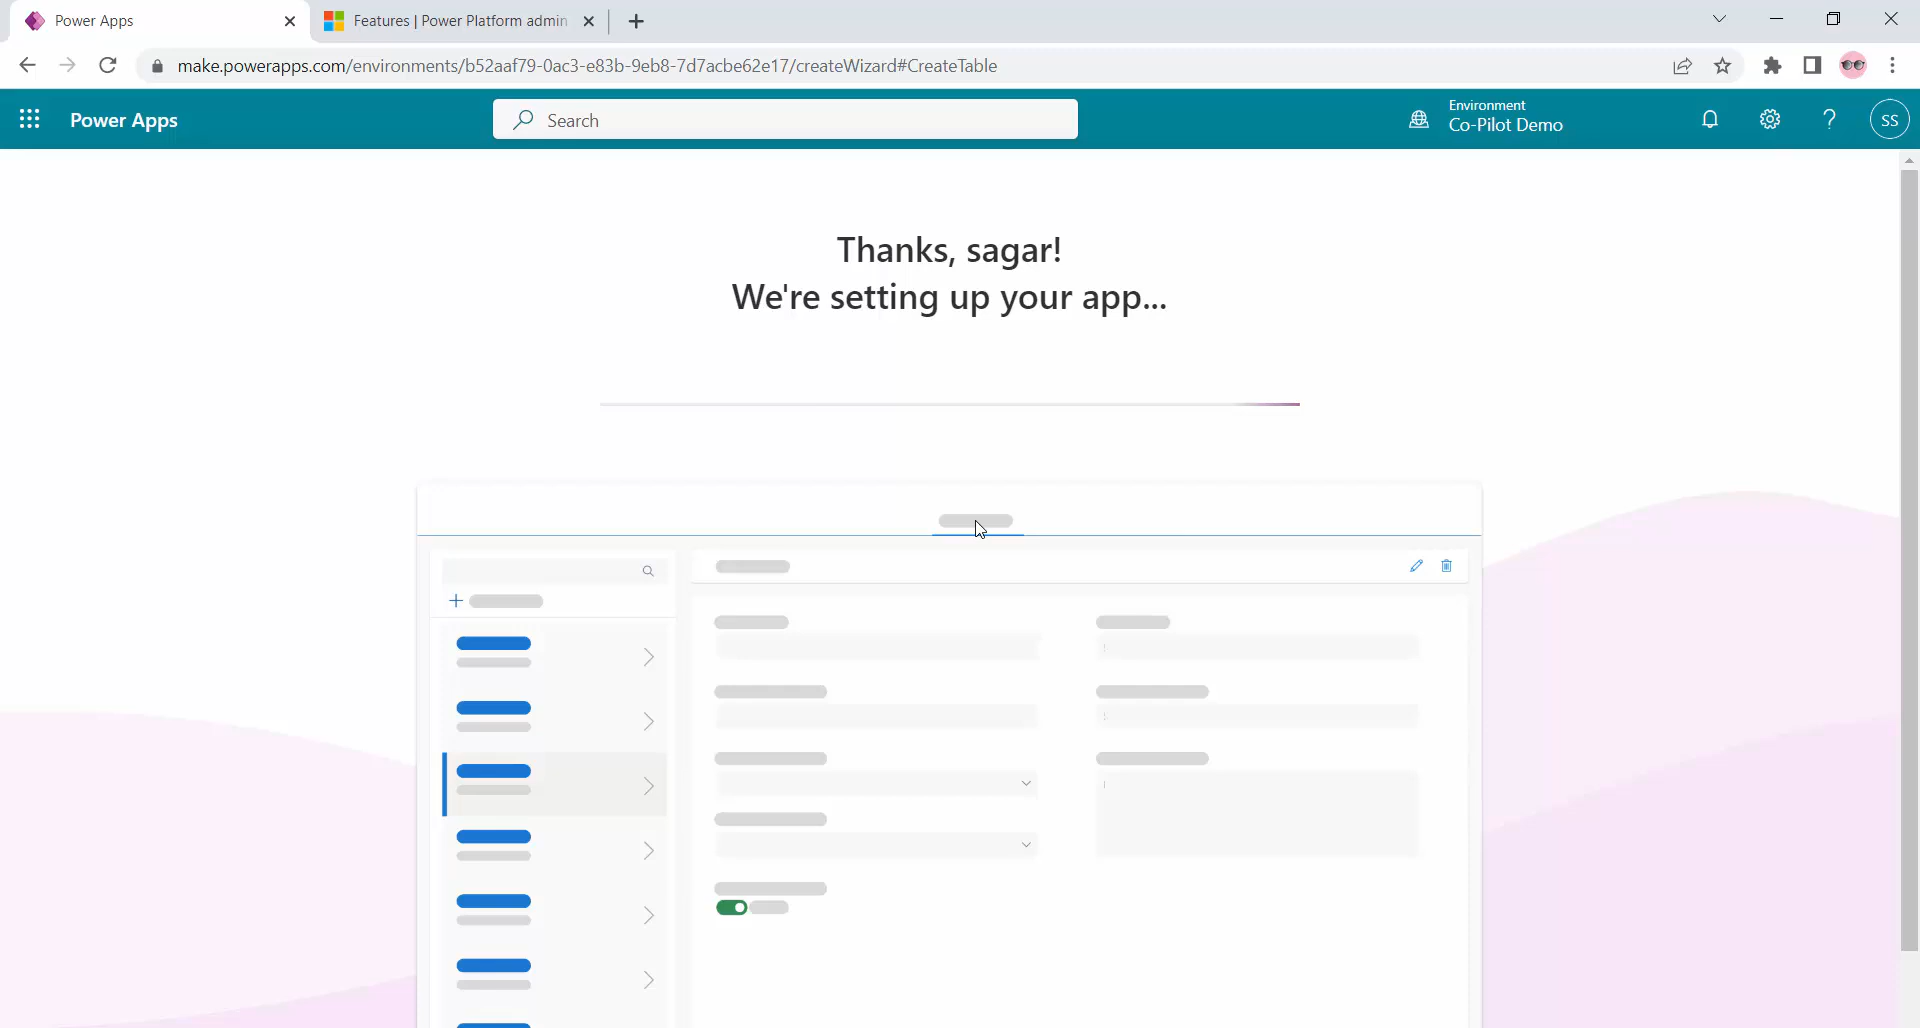 Power Apps
Features | Power Platform admin
make.powerapps.com/environments/b52aaf79-0ac3-e83b-9eb8-7d7acbe62e17/createWizard#CreateTable
Power Apps
Search
Environment
Co-Pilot Demo
?
SS
Thanks, sagar!
We're setting up your app...